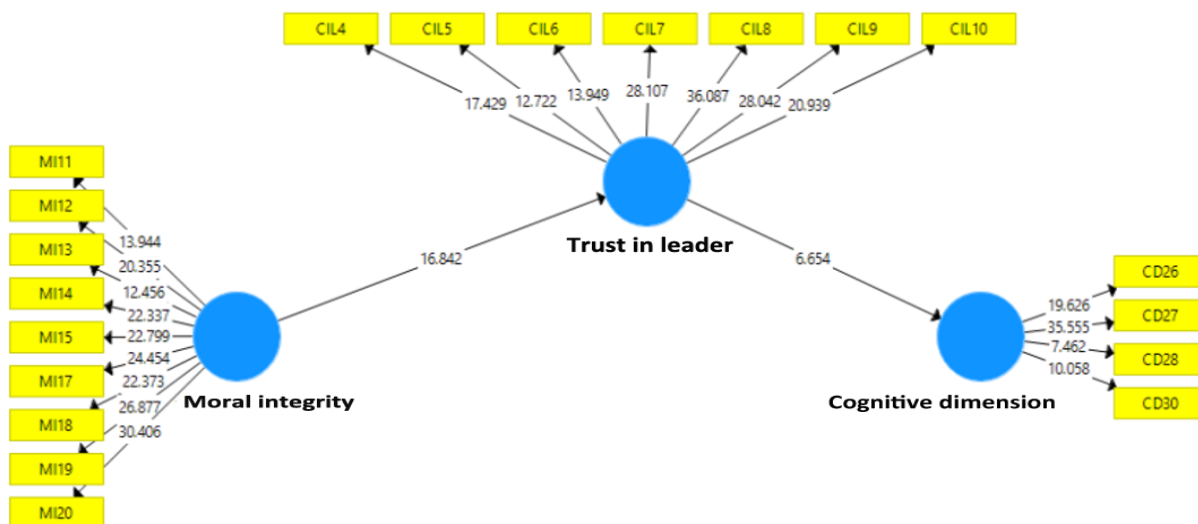 CIL4 CIL5 CIL6 CIL7 CIL8 CIL9 CIL10
17.429 12.722 13.949 28.107 36.087 28.042 20.939
MI11
MI12
MI13
MI14
MI15
MI17
MI18
MI19
MI20
13.944
20.355
12.456
22.337
22.799
24.454
22.373
26.877
30.406
Moral integrity
16.842
Trust in leader
6.654
Cognitive dimension
19.626
35.555
7.462
10.058
CD26
CD27
CD28
CD30